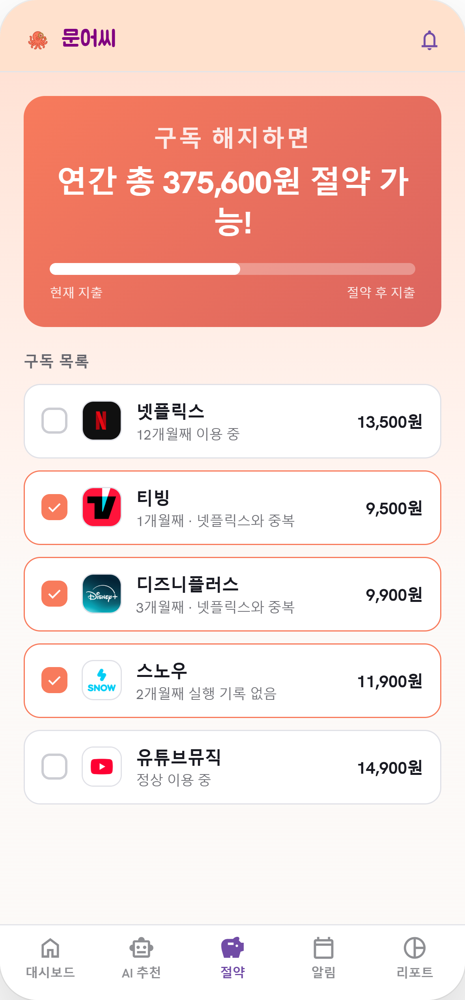 문어씨
구독 해지하면
연간 총 375,600원 절약 가
능!
현재 지출
절약 후 지출
구독 목록
N
넷플릭스
12개월째 이용 중
13,500원
티빙
1개월째 · 넷플릭스와 중복
9,500원
Disney+
디즈니플러스
3개월째 · 넷플릭스와 중복
9,900원
SNOW
스노우
2개월째 실행 기록 없음
11,900원
유튜브뮤직
정상 이용 중
14,900원
대시보드
AI 추천
절약
알림
리포트